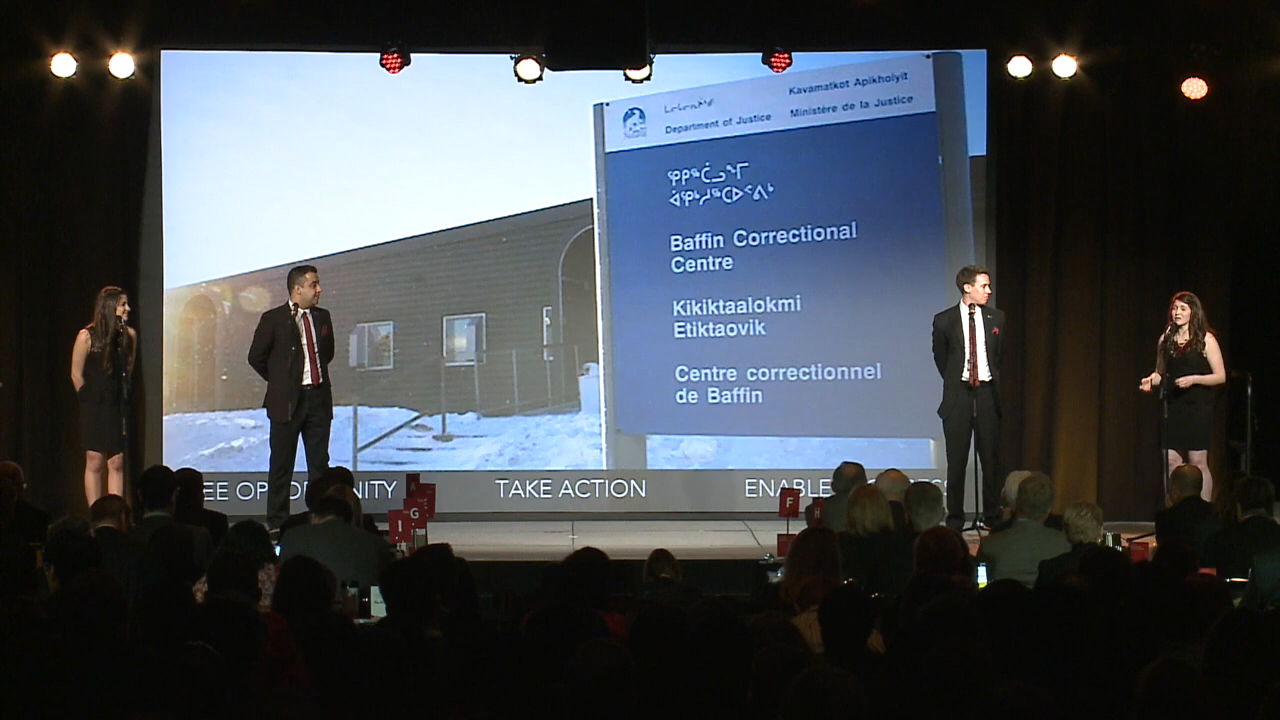 Kavamatkot Apikhoiyit
Department of Justice
Ministère de la Justice
Baffin Correctional
Centre
Kikiktaalokmi
Etiktaovik
Centre correctionnel
de Baffin
TAKE ACTION
G
I
F
H